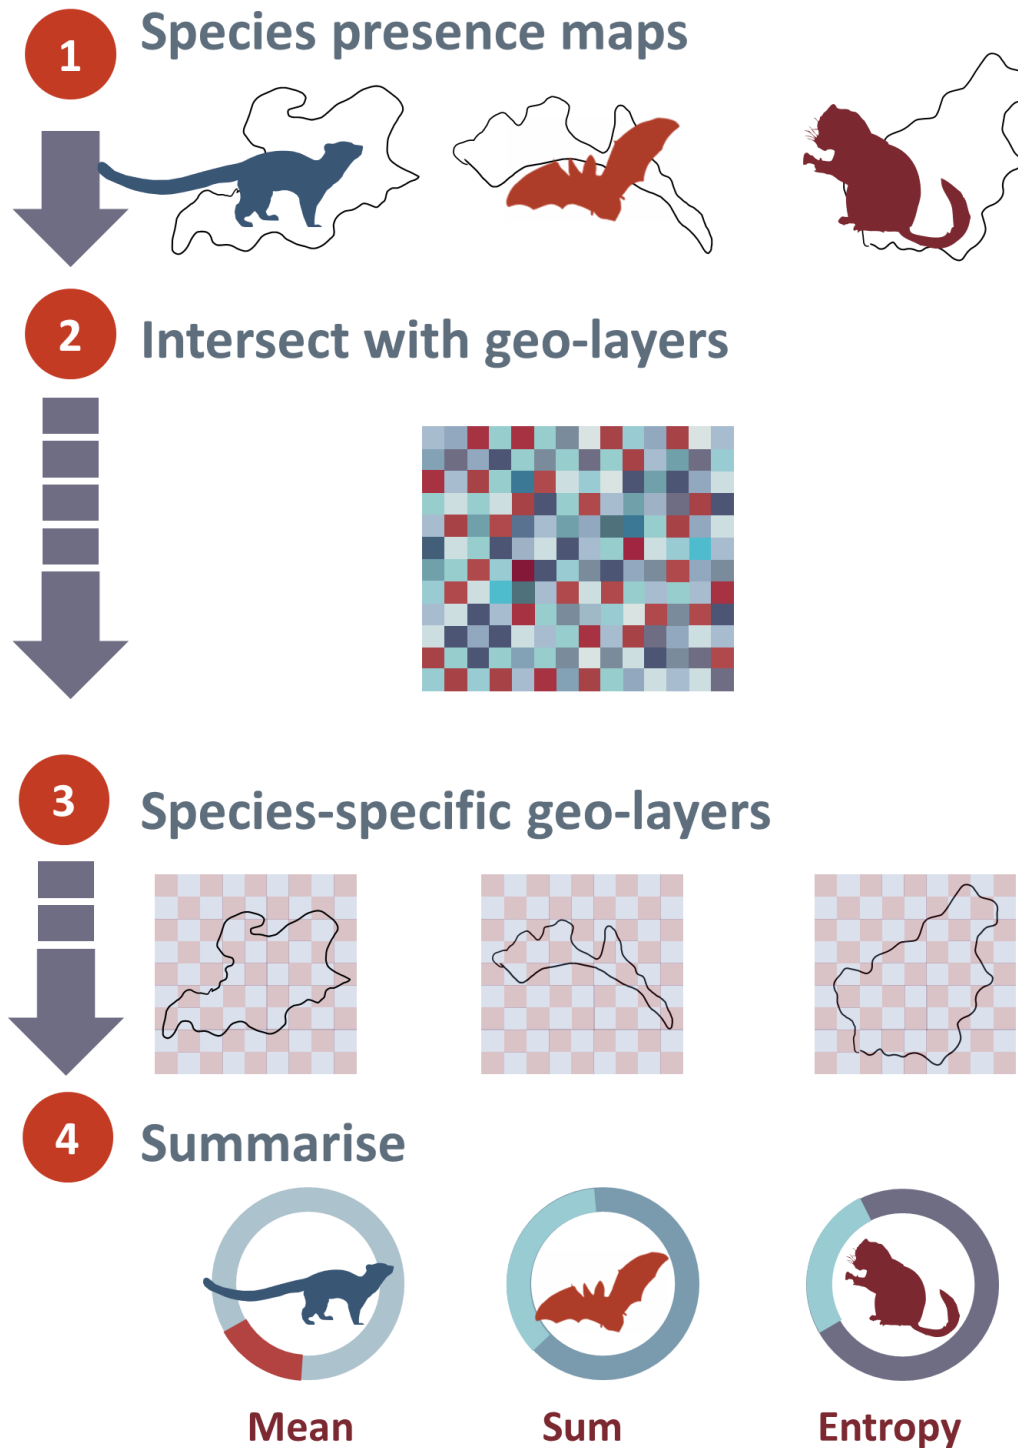 1
Species presence maps
2
Intersect with geo-layers
3
Species-specific geo-layers
4
Summarise
Mean
Sum
Entropy